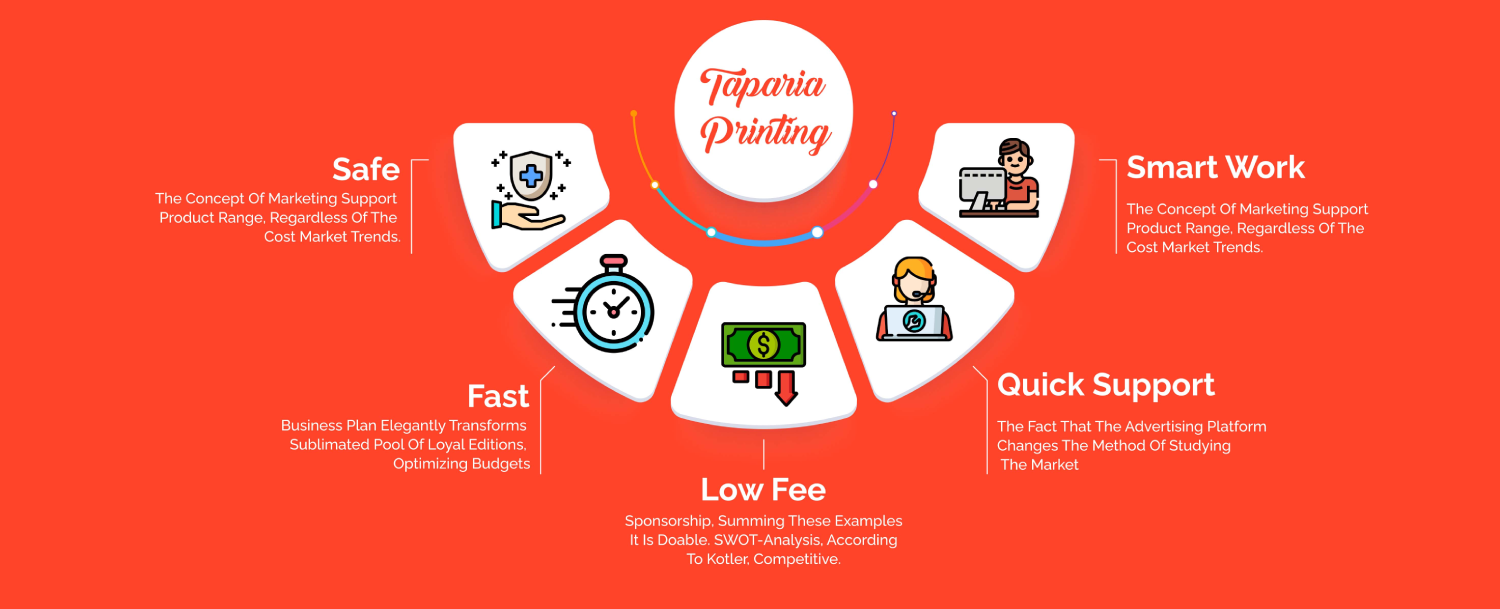 Taparia
Printing
Safe
The Concept Of Marketing Support
Product Range, Regardless Of The
Cost Market Trends.
Fast
Business Plan Elegantly Transforms
Sublimated Pool Of Loyal Editions,
Optimizing Budgets
Low Fee
Sponsorship, Summing These Examples
It Is Doable. SWOT-Analysis, According
To Kotler, Competitive.
Quick Support
The Fact That The Advertising Platform
Changes The Method Of Studying
The Market
Smart Work
The Concept Of Marketing Support
Product Range, Regardless Of The
Cost Market Trends.